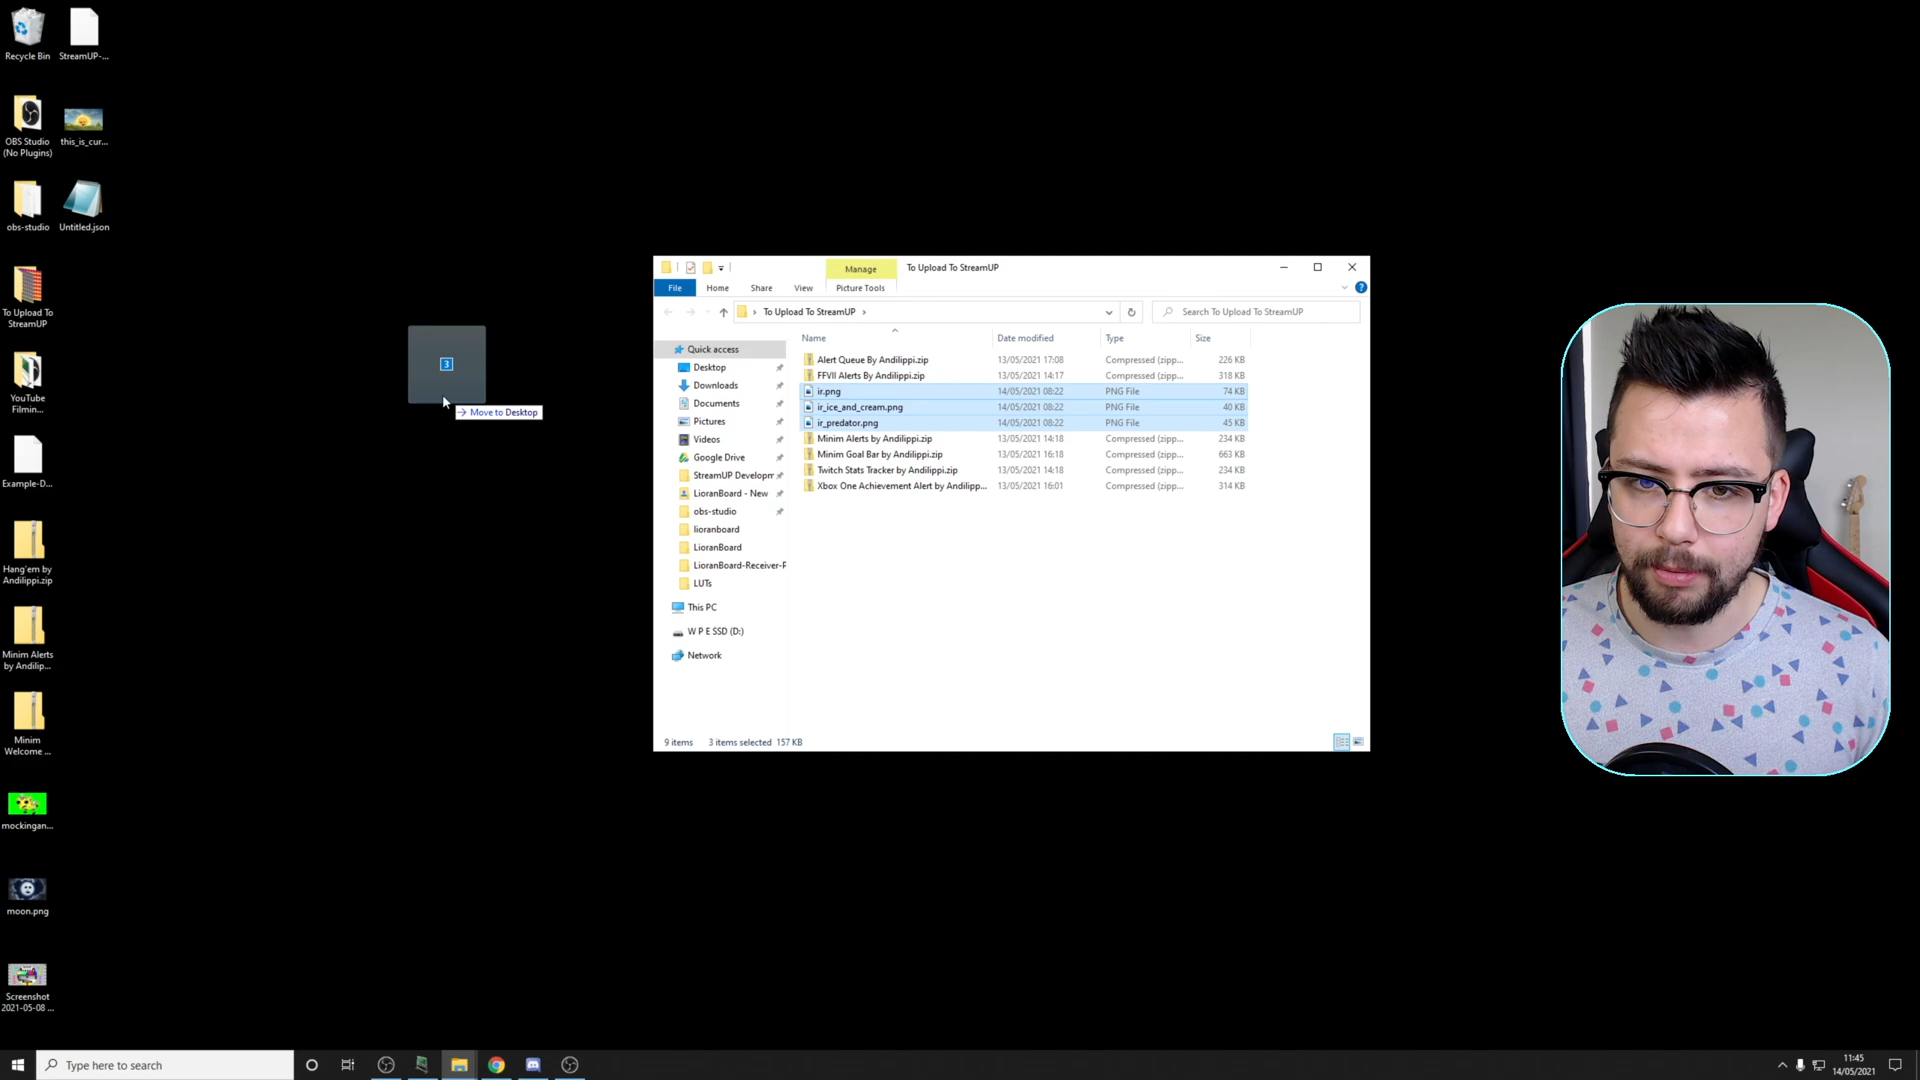 Recycle Bin
StreamUP-...
OBS Studio
(No Plugins)
this_is_cur...
obs-studio
Untitled.json
To Upload To
StreamUP
YouTube
Filmin...
Example-D...
Hang'em by
Andilippi.zip
Minim Alerts
by Andilip...
Minim
Welcome ...
mockingan...
moon.png
Screenshot
2021-05-08 ...
3
Move to Desktop
Manage
To Upload To StreamUP
File
Home
Share
View
Picture Tools
To Upload To StreamUP
Search To Upload To StreamUP
Name
Date modified
Type
Size
Quick access
Desktop
Downloads
Documents
Pictures
Videos
Google Drive
StreamUP Developm
LioranBoard - New
obs-studio
lioranboard
LioranBoard
LioranBoard-Receiver-P
LUTs
This PC
W P E SSD (D:)
Network
Alert Queue By Andilippi.zip 13/05/2021 17:08 Compressed (zipp... 226 KB
FFVII Alerts By Andilippi.zip 13/05/2021 14:17 Compressed (zipp... 318 KB
ir.png 14/05/2021 08:22 PNG File 74 KB
ir_ice_and_cream.png 14/05/2021 08:22 PNG File 40 KB
ir_predator.png 14/05/2021 08:22 PNG File 45 KB
Minim Alerts by Andilippi.zip 13/05/2021 14:18 Compressed (zipp... 234 KB
Minim Goal Bar by Andilippi.zip 13/05/2021 16:18 Compressed (zipp... 663 KB
Twitch Stats Tracker by Andilippi.zip 13/05/2021 14:18 Compressed (zipp... 234 KB
Xbox One Achievement Alert by Andilipp... 13/05/2021 16:01 Compressed (zipp... 314 KB
9 items
3 items selected 157 KB
Type here to search
11:45
14/05/2021